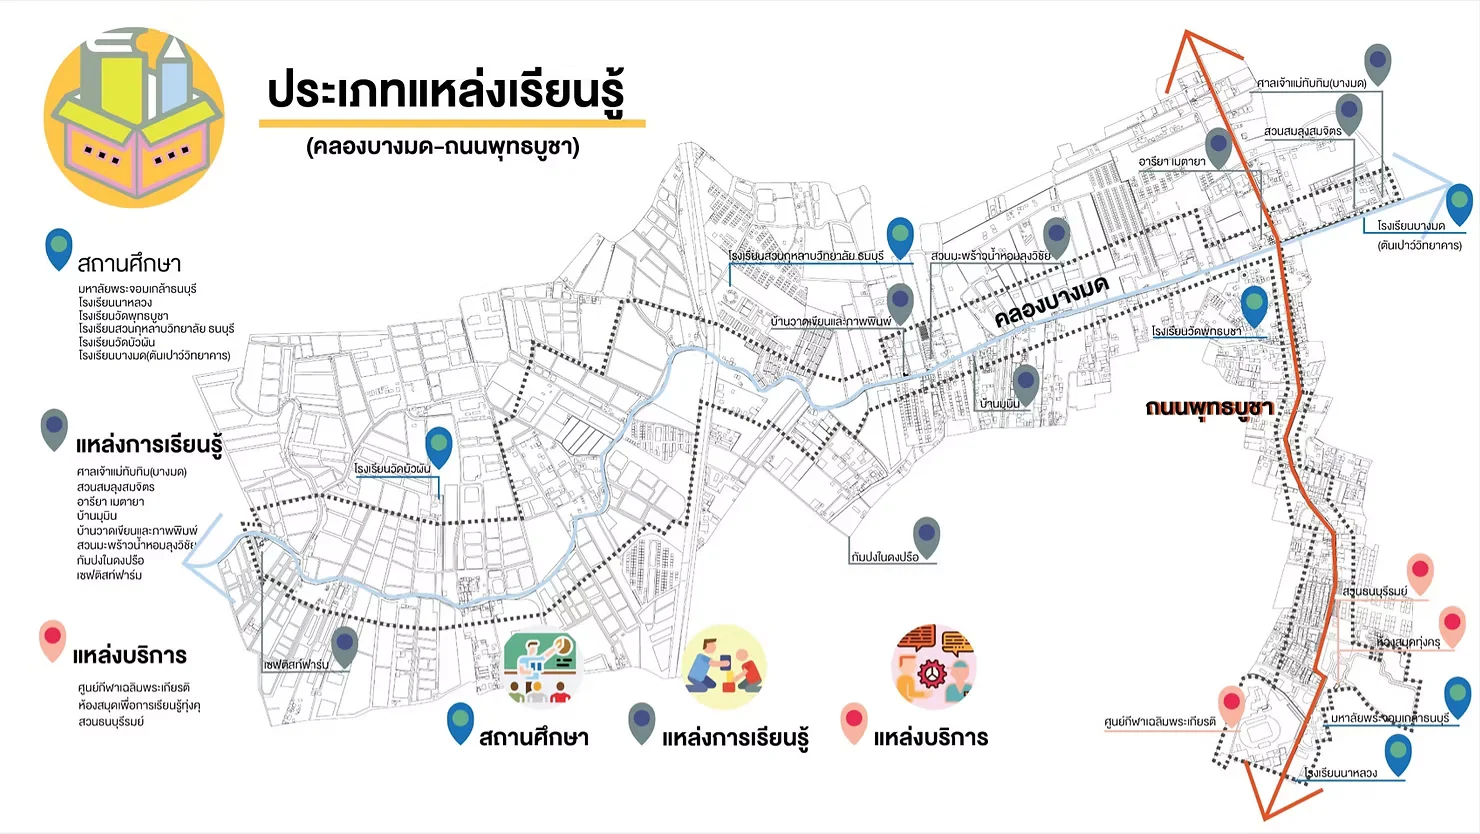 ประเภทแหล่งเรียนรู้
(คลองบางมด-ถนนพุทธบูชา)
สถานศึกษา
มหาลัยพระจอมเกล้าธนบุรี
โรงเรียนนาหลวง
โรงเรียนวัดพุทธบูชา
โรงเรียนสวนกุหลาบวิทยาลัย ธนบุรี
โรงเรียนวัดบัวผัน
โรงเรียนบางมด(ตันเปาว์วิทยาคาร)
แหล่งการเรียนรู้
ศาลเจ้าแม่ทับทิม(บางมด)
สวนสมลุงสมจิตร
อารียา เมตายา
บ้านมุมิน
บ้านวาดเขียนและภาพพิมพ์
สวนมะพร้าวน้ำหอมลุงวิชัย
กัมปงในดงปรือ
เซฟติสท์ฟาร์ม
แหล่งบริการ
ศูนย์กีฬาเฉลิมพระเกียรติ
ห้องสมุดเพื่อการเรียนรู้ทุ่งครุ
สวนธนบุรีรมย์
ศาลเจ้าแม่ทับทิม(บางมด)
สวนสมลุงสมจิตร
อารียา เมตายา
โรงเรียนบางมด
(ตันเปาว์วิทยาคาร)
โรงเรียนสวนกุหลาบวิทยาลัย ธนบุรี
สวนมะพร้าวน้ำหอมลุงวิชัย
คลองบางมด
บ้านวาดเขียนและภาพพิมพ์
โรงเรียนวัดพุทธบูชา
บ้านมุมิน
ถนนพุทธบูชา
โรงเรียนวัดบัวผัน
กัมปงในดงปรือ
สวนธนบุรีรมย์
ห้องสมุดทุ่งครุ
เซฟติสท์ฟาร์ม
ศูนย์กีฬาเฉลิมพระเกียรติ
มหาลัยพระจอมเกล้าธนบุรี
โรงเรียนนาหลวง
สถานศึกษา
แหล่งการเรียนรู้
แหล่งบริการ